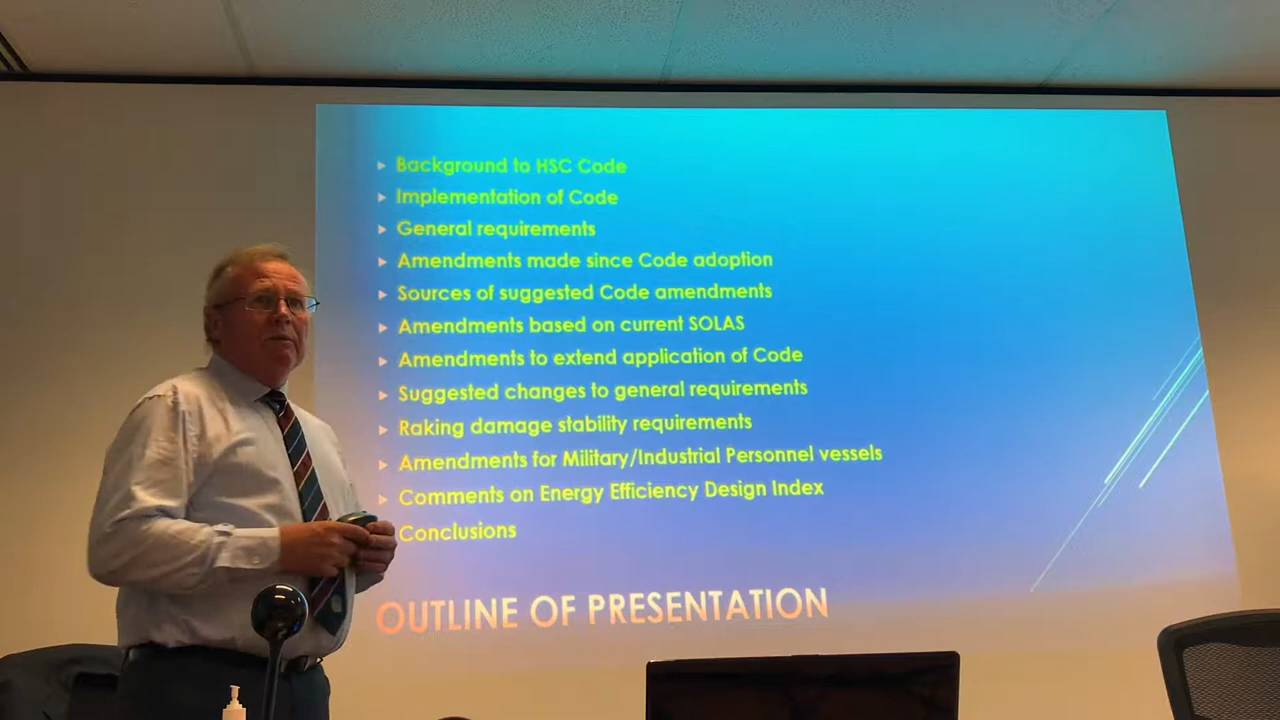 Background to HSC Code
Implementation of Code
General requirements
Amendments made since Code adoption
Sources of suggested Code amendments
Amendments based on current SOLAS
Amendments to extend application of Code
Suggested changes to general requirements
Raking damage stability requirements
Amendments for Military/Industrial Personnel vessels
Comments on Energy Efficiency Design Index
Conclusions
OUTLINE OF PRESENTATION